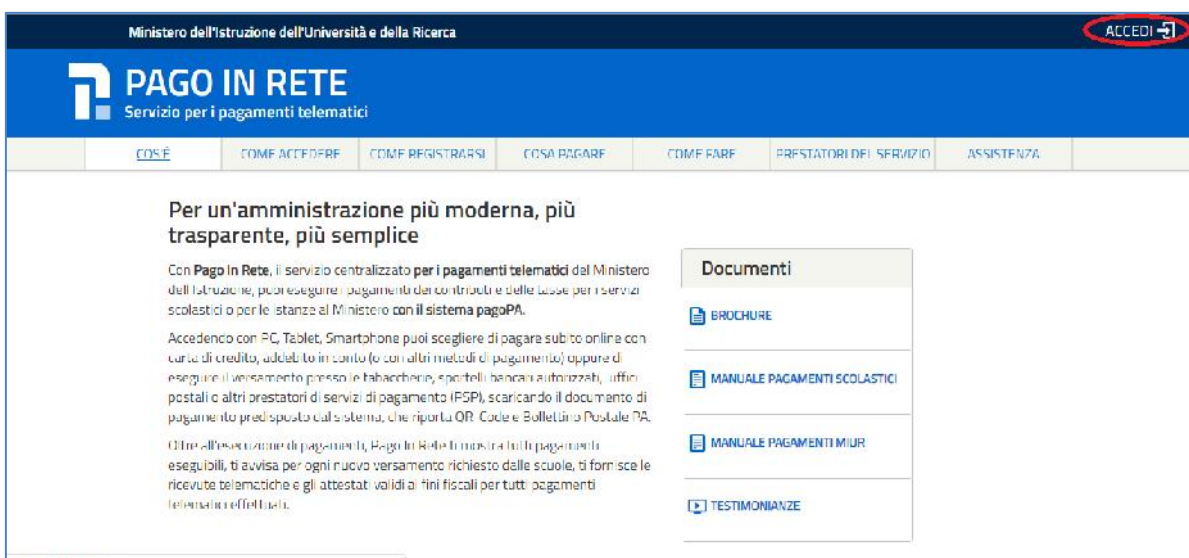 Ministero dell'Istruzione dell'Università e della Ricerca
ACCEDI
PAGO IN RETE
Servizio per i pagamenti telematici
COS'È
COME ACCEDERE
COME REGISTRARSI
COSA PAGARE
COME FARE
PRESTATORI DEL SERVIZIO
ASSISTENZA
Per un'amministrazione più moderna, più
trasparente, più semplice
Con Pago In Rete, il servizio centralizzato per i pagamenti telematici del Ministero
dell'Istruzione, puoi eseguire i pagamenti dei contributi e delle tasse per i servizi
scolastici o per le istanze al Ministero con il sistema pagoPA.
Accedendo con PC, Tablet, Smartphone puoi scegliere di pagare subito online con
carta di credito, addebito in conto (o con altri metodi di pagamento) oppure di
eseguire il versamento presso le tabaccherie, sportelli bancari autorizzati, uffici
postali o altri prestatori di servizi di pagamento (PSP), scaricando il documento di
pagamento predisposto dal sistema, che riporta QR-Code e Bollettino Postale PA.
Oltre all'esecuzione di pagamenti, Pago In Rete ti mostra tutti pagamenti
eseguibili, ti avvisa per ogni nuovo versamento richiesto dalle scuole, ti fornisce le
ricevute telematiche e gli attestati validi ai fini fiscali per tutti pagamenti
telematici effettuati.
Documenti
BROCHURE
MANUALE PAGAMENTI SCOLASTICI
MANUALE PAGAMENTI MIUR
TESTIMONIANZE